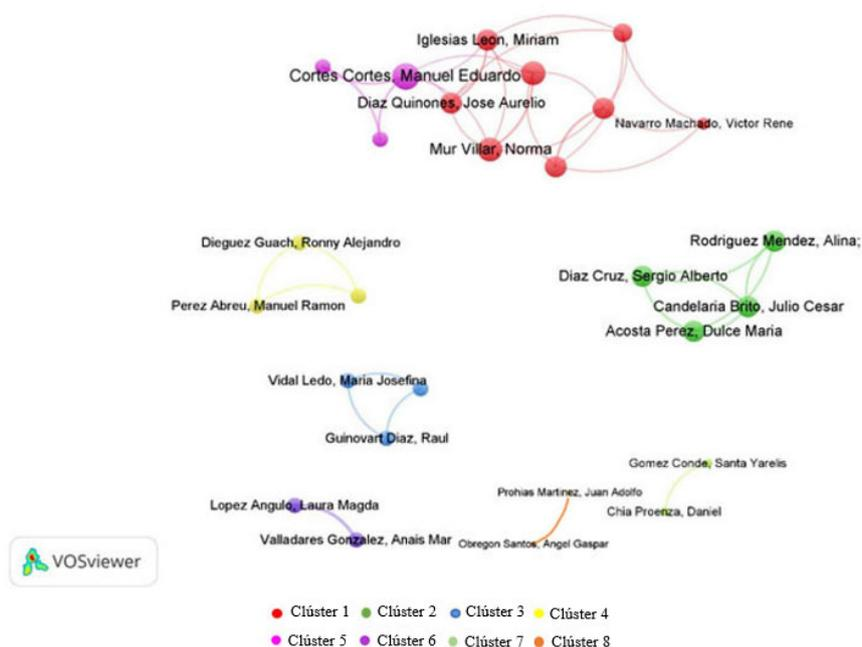 Iglesias Leon, Miriam
Cortes Cortes, Manuel Eduardo
Diaz Quinones, Jose Aurelio
Navarro Machado, Victor Rene
Mur Villar, Norma
Dieguez Guach, Ronny Alejandro
Rodriguez Mendez, Alina;
Diaz Cruz, Sergio Alberto
Perez Abreu, Manuel Ramon
Candelaria Brito, Julio Cesar
Acosta Perez, Dulce Maria
Vidal Ledo, Maria Josefina
Guinovart Diaz, Raul
Gomez Conde, Santa Yarelis
Prohias Martinez, Juan Adolfo
Lopez Angulo, Laura Magda
Chia Proenza, Daniel
Valladares Gonzalez, Anais Mar
Obregon Santos, Angel Gaspar
VOSviewer
Clúster 1 Clúster 2 Clúster 3 Clúster 4
Clúster 5 Clúster 6 Clúster 7 Clúster 8